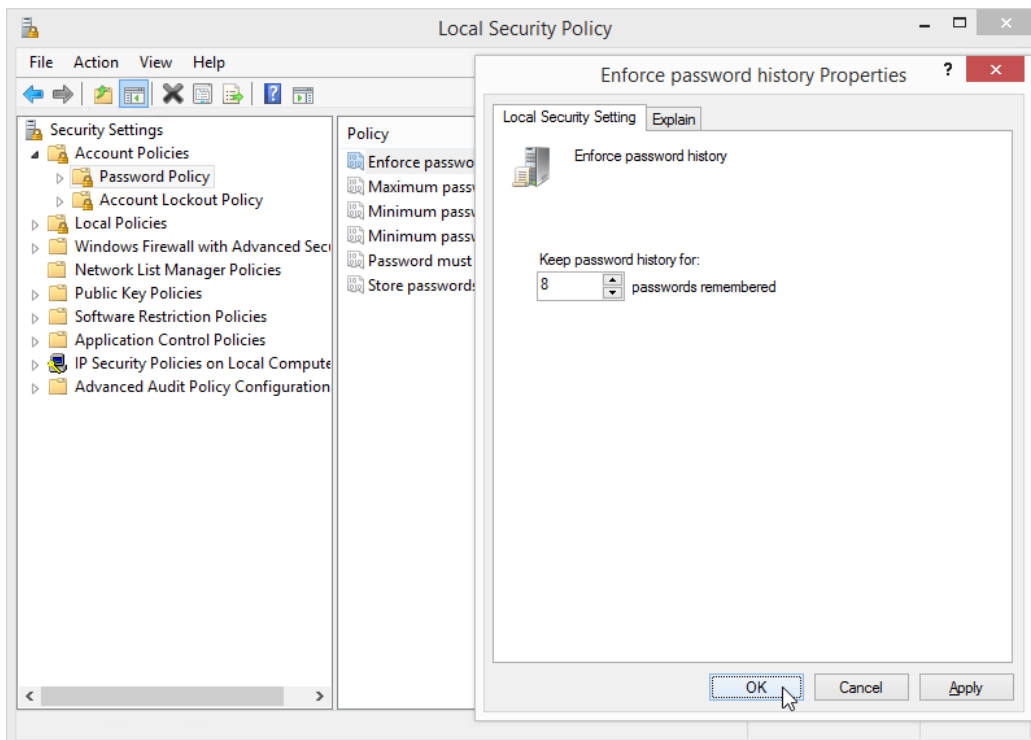 Local Security Policy
File Action View Help
Security Settings
Account Policies
Password Policy
Account Lockout Policy
Local Policies
Windows Firewall with Advanced Secu
Network List Manager Policies
Public Key Policies
Software Restriction Policies
Application Control Policies
IP Security Policies on Local Compute
Advanced Audit Policy Configuration
Policy
Enforce passwo
Maximum passw
Minimum passw
Minimum passw
Password must
Store passwords
Enforce password history Properties
Local Security Setting Explain
Enforce password history
Keep password history for:
8 passwords remembered
OK Cancel Apply